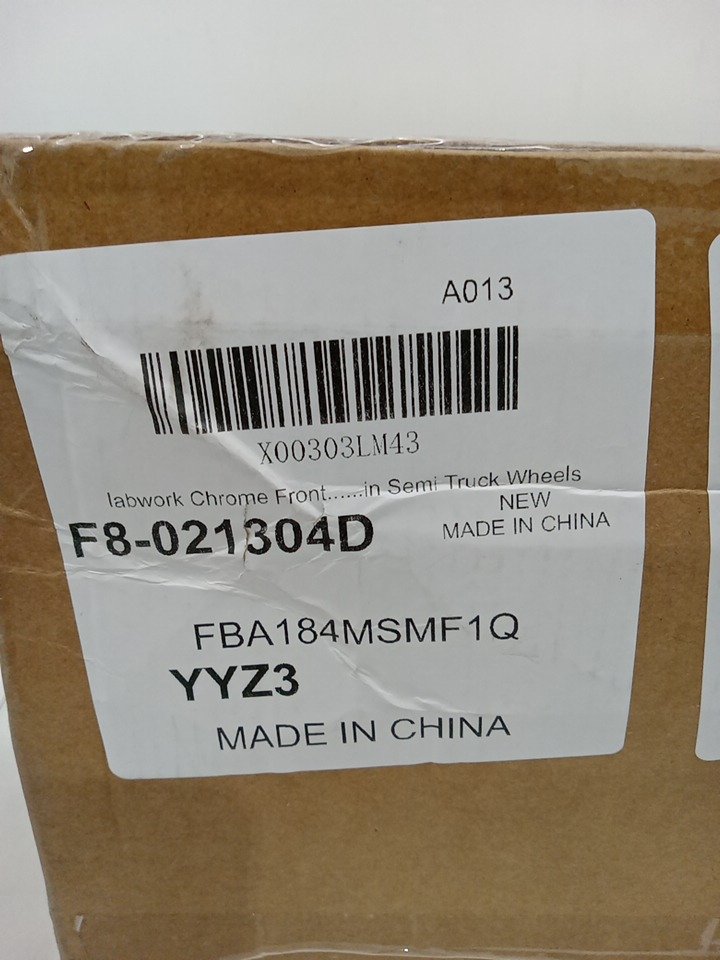 A013
X00303LM43
labwork Chrome Front......in Semi Truck Wheels
NEW
F8-021304D
MADE IN CHINA
FBA184MSMF1Q
YYZ3
MADE IN CHINA